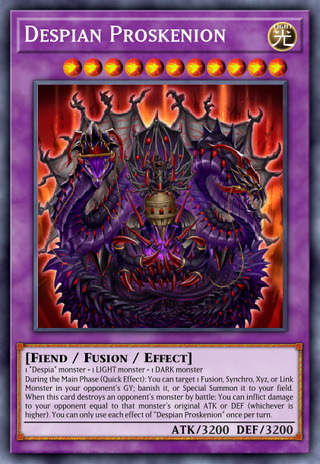 Despian Proskenion
LIGHT
光
[Fiend / Fusion / Effect]
1 "Despia" monster + 1 LIGHT monster + 1 DARK monster
During the Main Phase (Quick Effect): You can target 1 Fusion, Synchro, Xyz, or Link
Monster in your opponent's GY; banish it, or Special Summon it to your field.
When this card destroys an opponent's monster by battle: You can inflict damage
to your opponent equal to that monster's original ATK or DEF (whichever is
higher). You can only use each effect of "Despian Proskenion" once per turn.
ATK/3200 DEF/3200